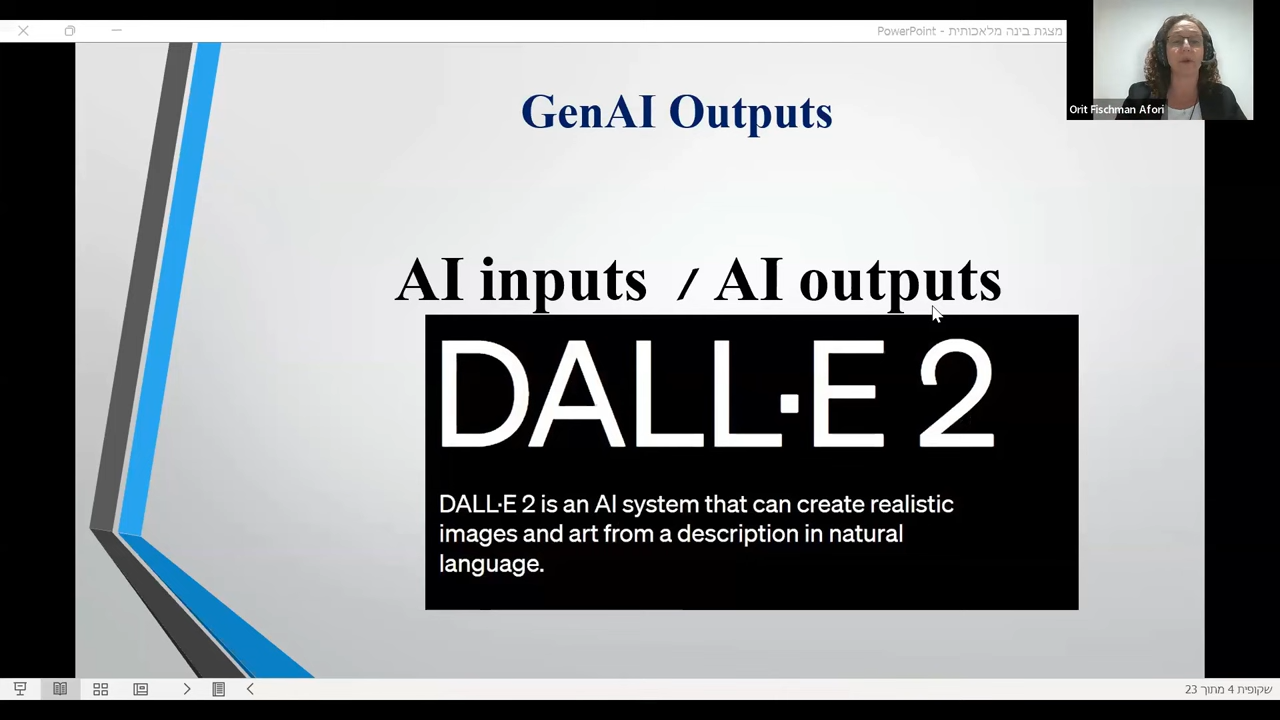 מצגת בינה מלאכותית - PowerPoint
Orit Fischman Afori
GenAI Outputs
AI inputs / AI outputs
DALL·E 2
DALL·E 2 is an AI system that can create realistic
images and art from a description in natural
language.
שקופית 4 מתוך 23